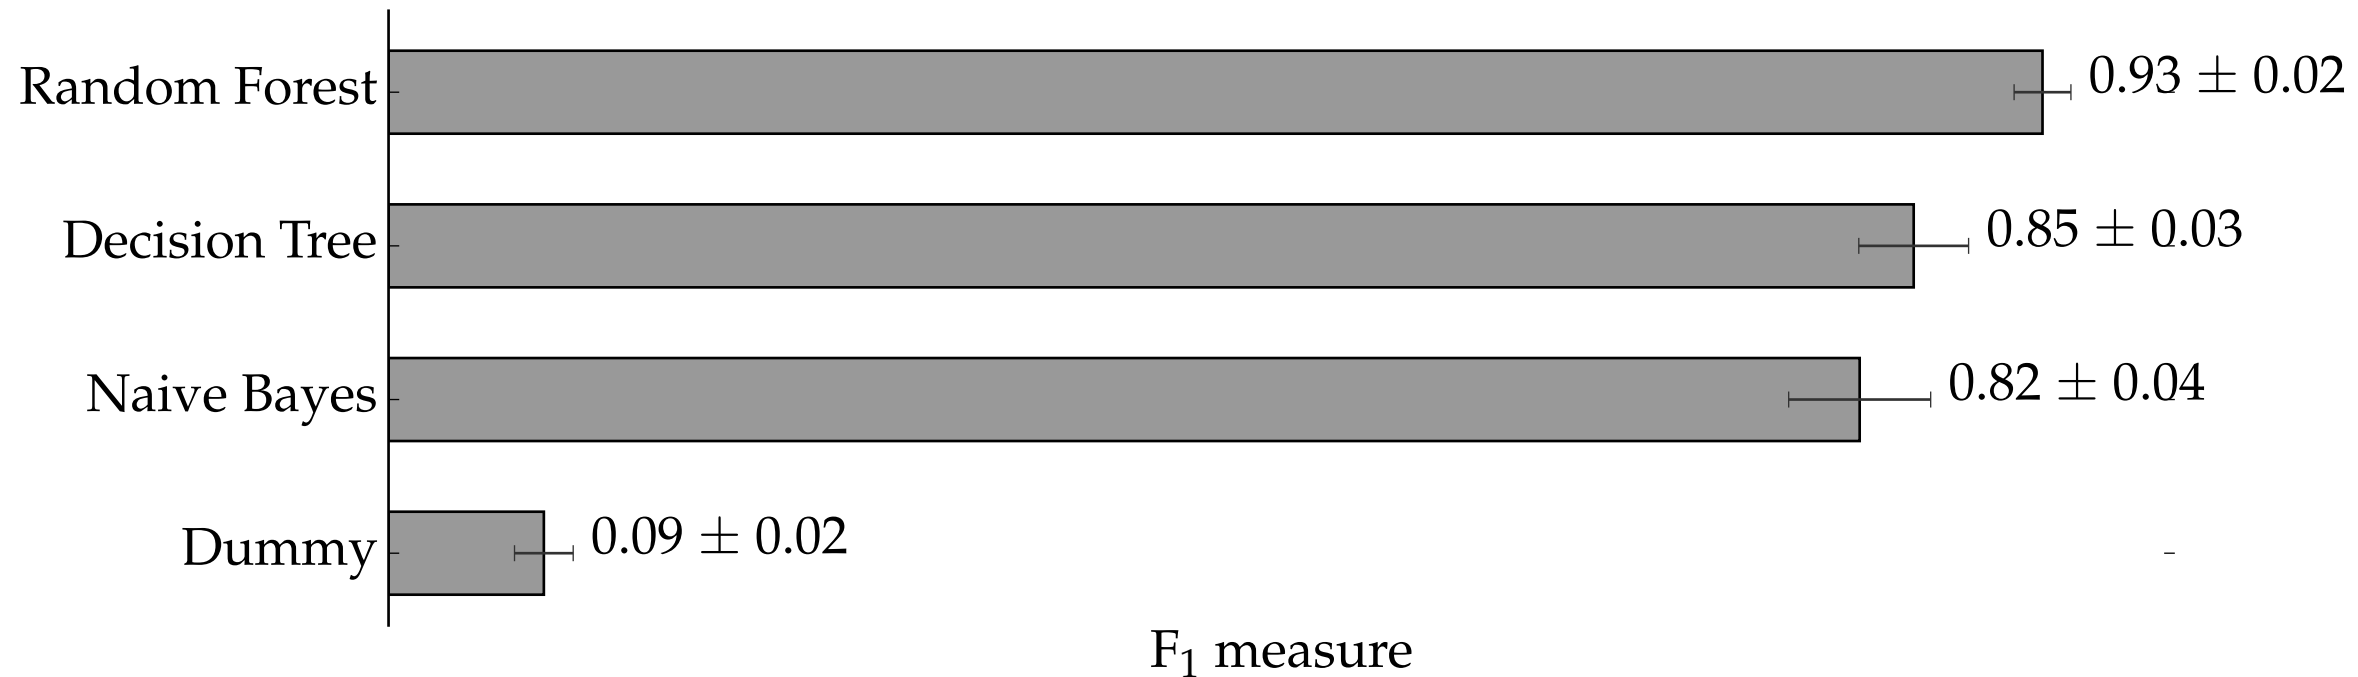 Random Forest 0.93 ± 0.02
Decision Tree 0.85 ± 0.03
Naive Bayes 0.82 ± 0.04
Dummy 0.09 ± 0.02
F₁ measure